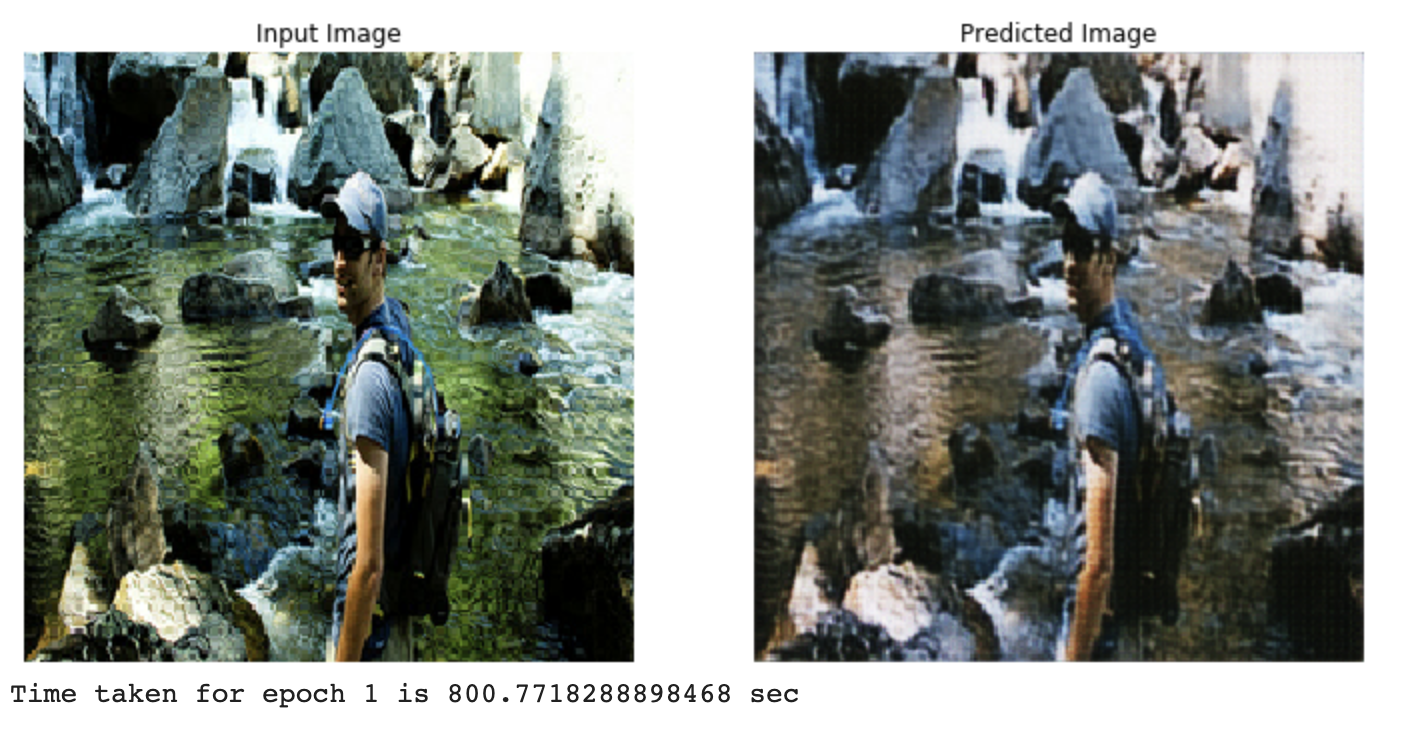 Input Image
Predicted Image
Time taken for epoch 1 is 800.7718288898468 sec